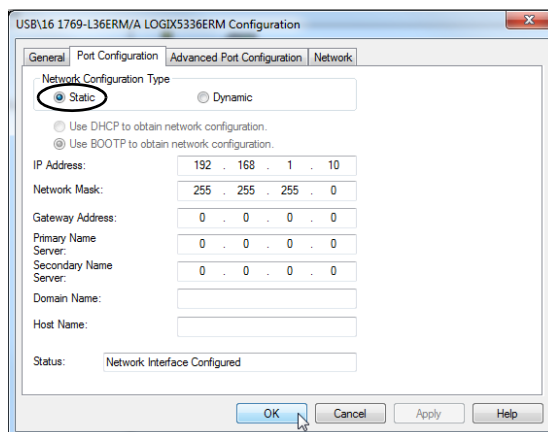 USB\16 1769-L36ERM/A LOGIX5336ERM Configuration
General Port Configuration Advanced Port Configuration Network
Network Configuration Type
Static Dynamic
Use DHCP to obtain network configuration.
Use BOOTP to obtain network configuration.
IP Address: 192 . 168 . 1 . 10
Network Mask: 255 . 255 . 255 . 0
Gateway Address: 0 . 0 . 0 . 0
Primary Name
Server: 0 . 0 . 0 . 0
Secondary Name
Server: 0 . 0 . 0 . 0
Domain Name:
Host Name:
Status: Network Interface Configured
OK Cancel Apply Help